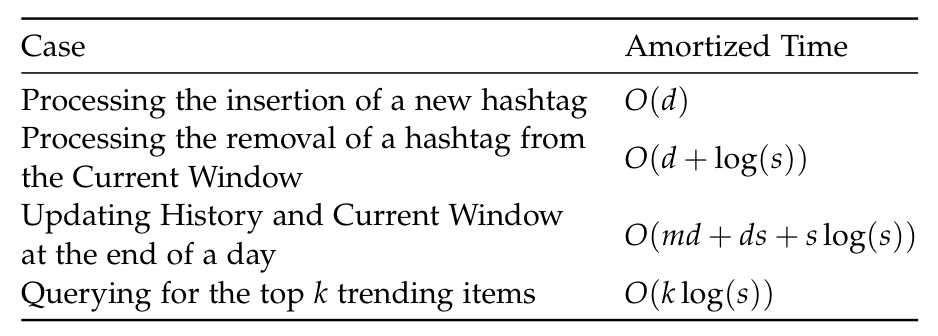 Case Amortized Time
Processing the insertion of a new hashtag O(d)
Processing the removal of a hashtag from
the Current Window O(d + log(s))
Updating History and Current Window
at the end of a day O(md + ds + s log(s))
Querying for the top k trending items O(k log(s))